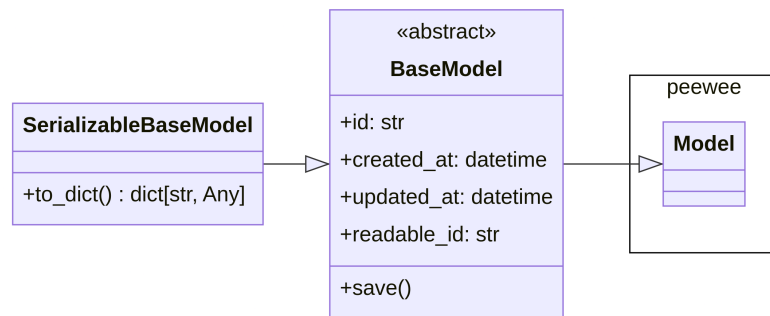 SerializableBaseModel
+to_dict() : dict[str, Any]
«abstract»
BaseModel
+id: str
+created_at: datetime
+updated_at: datetime
+readable_id: str
+save()
peewee
Model